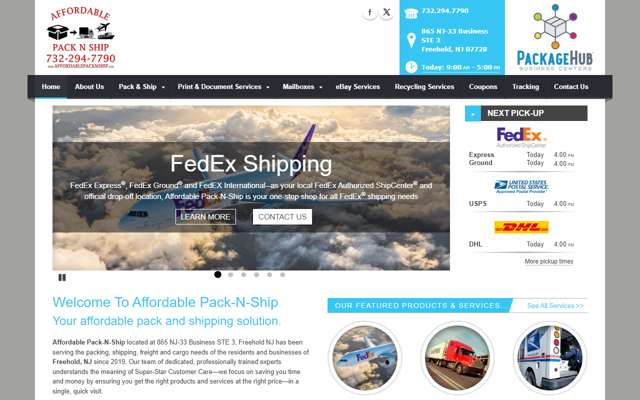 AFFORDABLE
PACK N SHIP
732-294-7790
WWW.AFFORDABLEPACKNSHIP.COM
732.294.7790
865 NJ-33 Business
STE 3
Freehold, NJ 07728
Today: 9:00 AM - 5:00 PM
PACKAGEHUB
BUSINESS CENTERS
Home About Us Pack & Ship Print & Document Services Mailboxes eBay Services Recycling Services Coupons Tracking Contact Us
FedEx Shipping
FedEx Express®, FedEx Ground® and FedEX International--as your local FedEx Authorized ShipCenter® and
official drop-off location, Affordable Pack-N-Ship is your one-stop shop for all FedEx® shipping needs
LEARN MORE CONTACT US
» NEXT PICK-UP
FedEx
Authorized ShipCenter
Express Today 4:00 PM
Ground Today 4:00 PM
UNITED STATES
POSTAL SERVICE
Approved Postal Provider
USPS Today 4:00 PM
DHL
DHL Today 4:00 PM
More pickup times
Welcome To Affordable Pack-N-Ship
Your affordable pack and shipping solution.
Affordable Pack-N-Ship located at 865 NJ-33 Business STE 3, Freehold NJ has been
serving the packing, shipping, freight and cargo needs of the residents and businesses of
Freehold, NJ since 2019. Our team of dedicated, professionally trained experts
understands the meaning of Super-Star Customer Care—we focus on saving you time
and money by ensuring you get the right products and services at the right price—in a
single, quick visit.
OUR FEATURED PRODUCTS & SERVICES...
See All Services >>